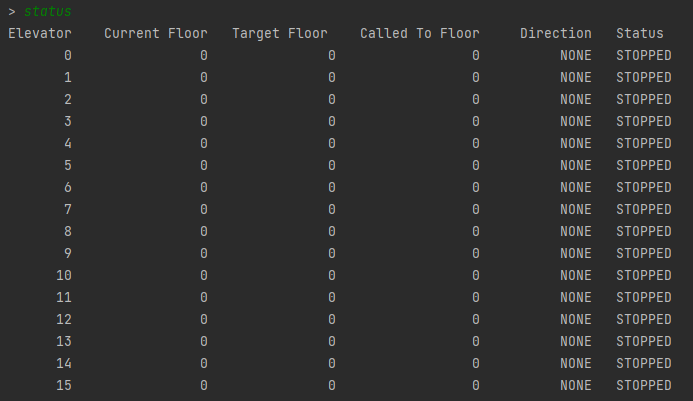 > status
Elevator Current Floor Target Floor Called To Floor Direction Status
0 0 0 0 NONE STOPPED
1 0 0 0 NONE STOPPED
2 0 0 0 NONE STOPPED
3 0 0 0 NONE STOPPED
4 0 0 0 NONE STOPPED
5 0 0 0 NONE STOPPED
6 0 0 0 NONE STOPPED
7 0 0 0 NONE STOPPED
8 0 0 0 NONE STOPPED
9 0 0 0 NONE STOPPED
10 0 0 0 NONE STOPPED
11 0 0 0 NONE STOPPED
12 0 0 0 NONE STOPPED
13 0 0 0 NONE STOPPED
14 0 0 0 NONE STOPPED
15 0 0 0 NONE STOPPED